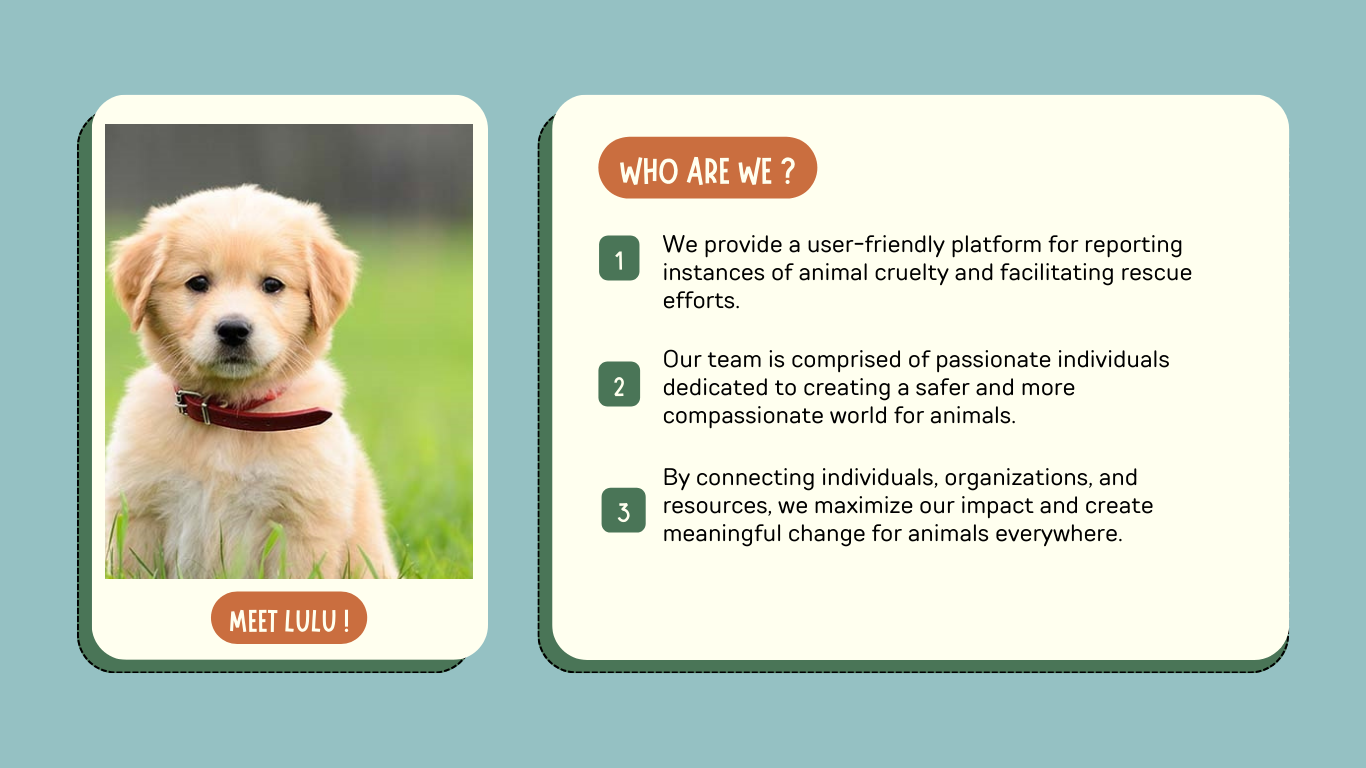 MEET LULU !
WHO ARE WE ?
1
We provide a user-friendly platform for reporting
instances of animal cruelty and facilitating rescue
efforts.
2
Our team is comprised of passionate individuals
dedicated to creating a safer and more
compassionate world for animals.
3
By connecting individuals, organizations, and
resources, we maximize our impact and create
meaningful change for animals everywhere.